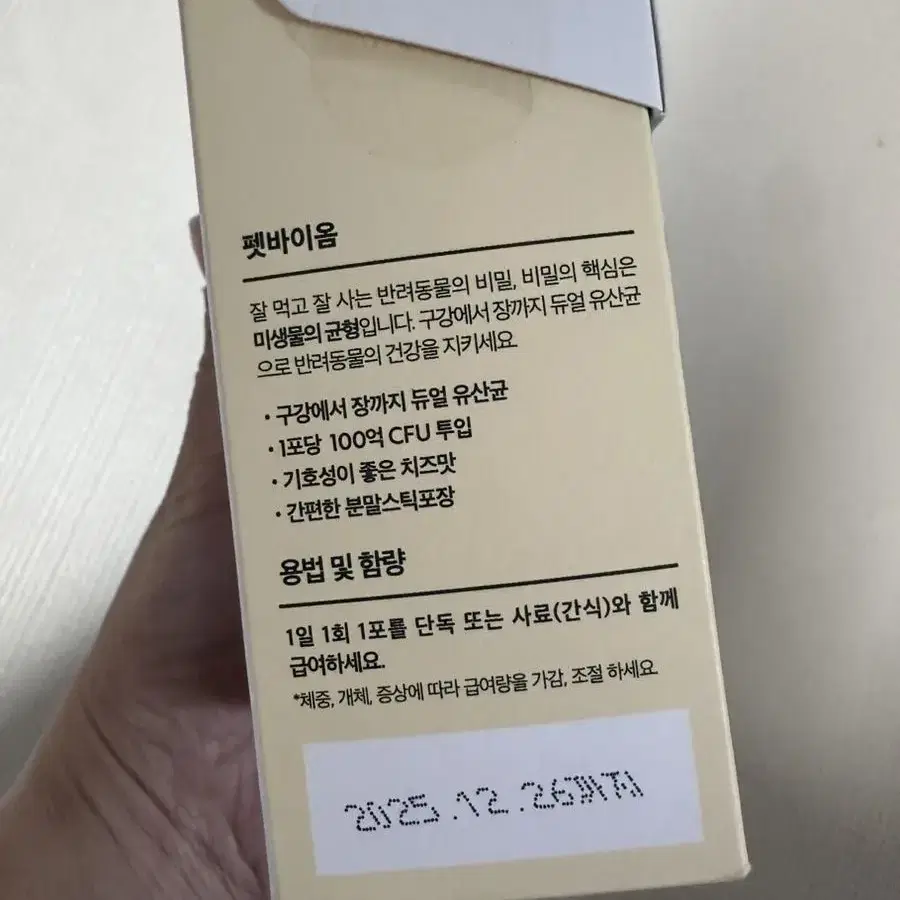 펫바이옴
잘 먹고 잘 사는 반려동물의 비밀, 비밀의 핵심은
미생물의 균형입니다. 구강에서 장까지 듀얼 유산균
으로 반려동물의 건강을 지키세요.
· 구강에서 장까지 듀얼 유산균
· 1포당 100억 CFU 투입
· 기호성이 좋은 치즈맛
· 간편한 분말스틱포장
용법 및 함량
1일 1회 1포를 단독 또는 사료(간식)와 함께
급여하세요.
*체중, 개체, 증상에 따라 급여량을 가감, 조절 하세요.
2025.12.26까지